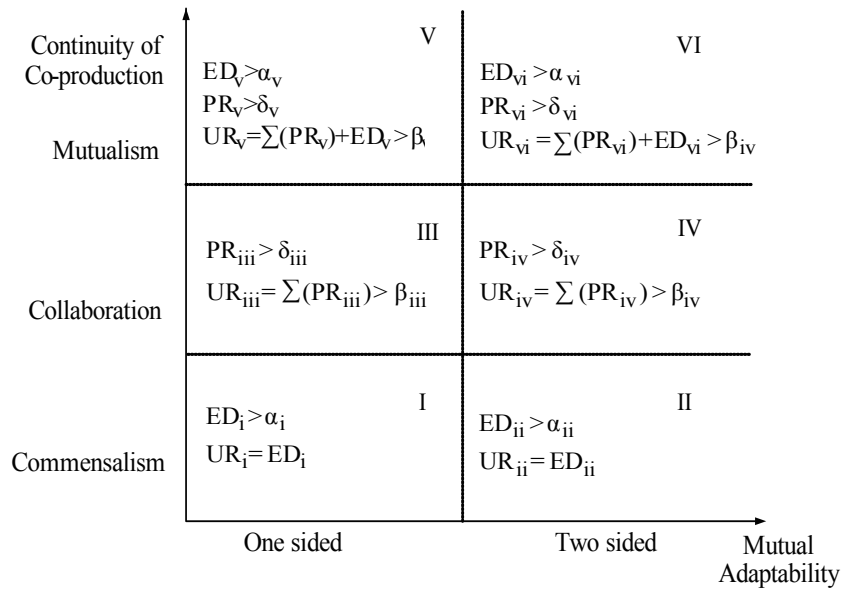 Continuity of
Co-production
V
ED_v>α_v
PR_v>δ_v
UR_v=∑(PR_v)+ED_v>β
VI
ED_vi>α_vi
PR_vi>δ_vi
UR_vi=∑(PR_vi)+ED_vi>β_iv
Mutualism
III
PR_iii>δ_iii
UR_iii=∑(PR_iii)>β_iii
IV
PR_iv>δ_iv
UR_iv=∑(PR_iv)>β_iv
Collaboration
I
ED_i>α_i
UR_i=ED_i
II
ED_ii>α_ii
UR_ii=ED_ii
Commensalism
One sided
Two sided
Mutual
Adaptability